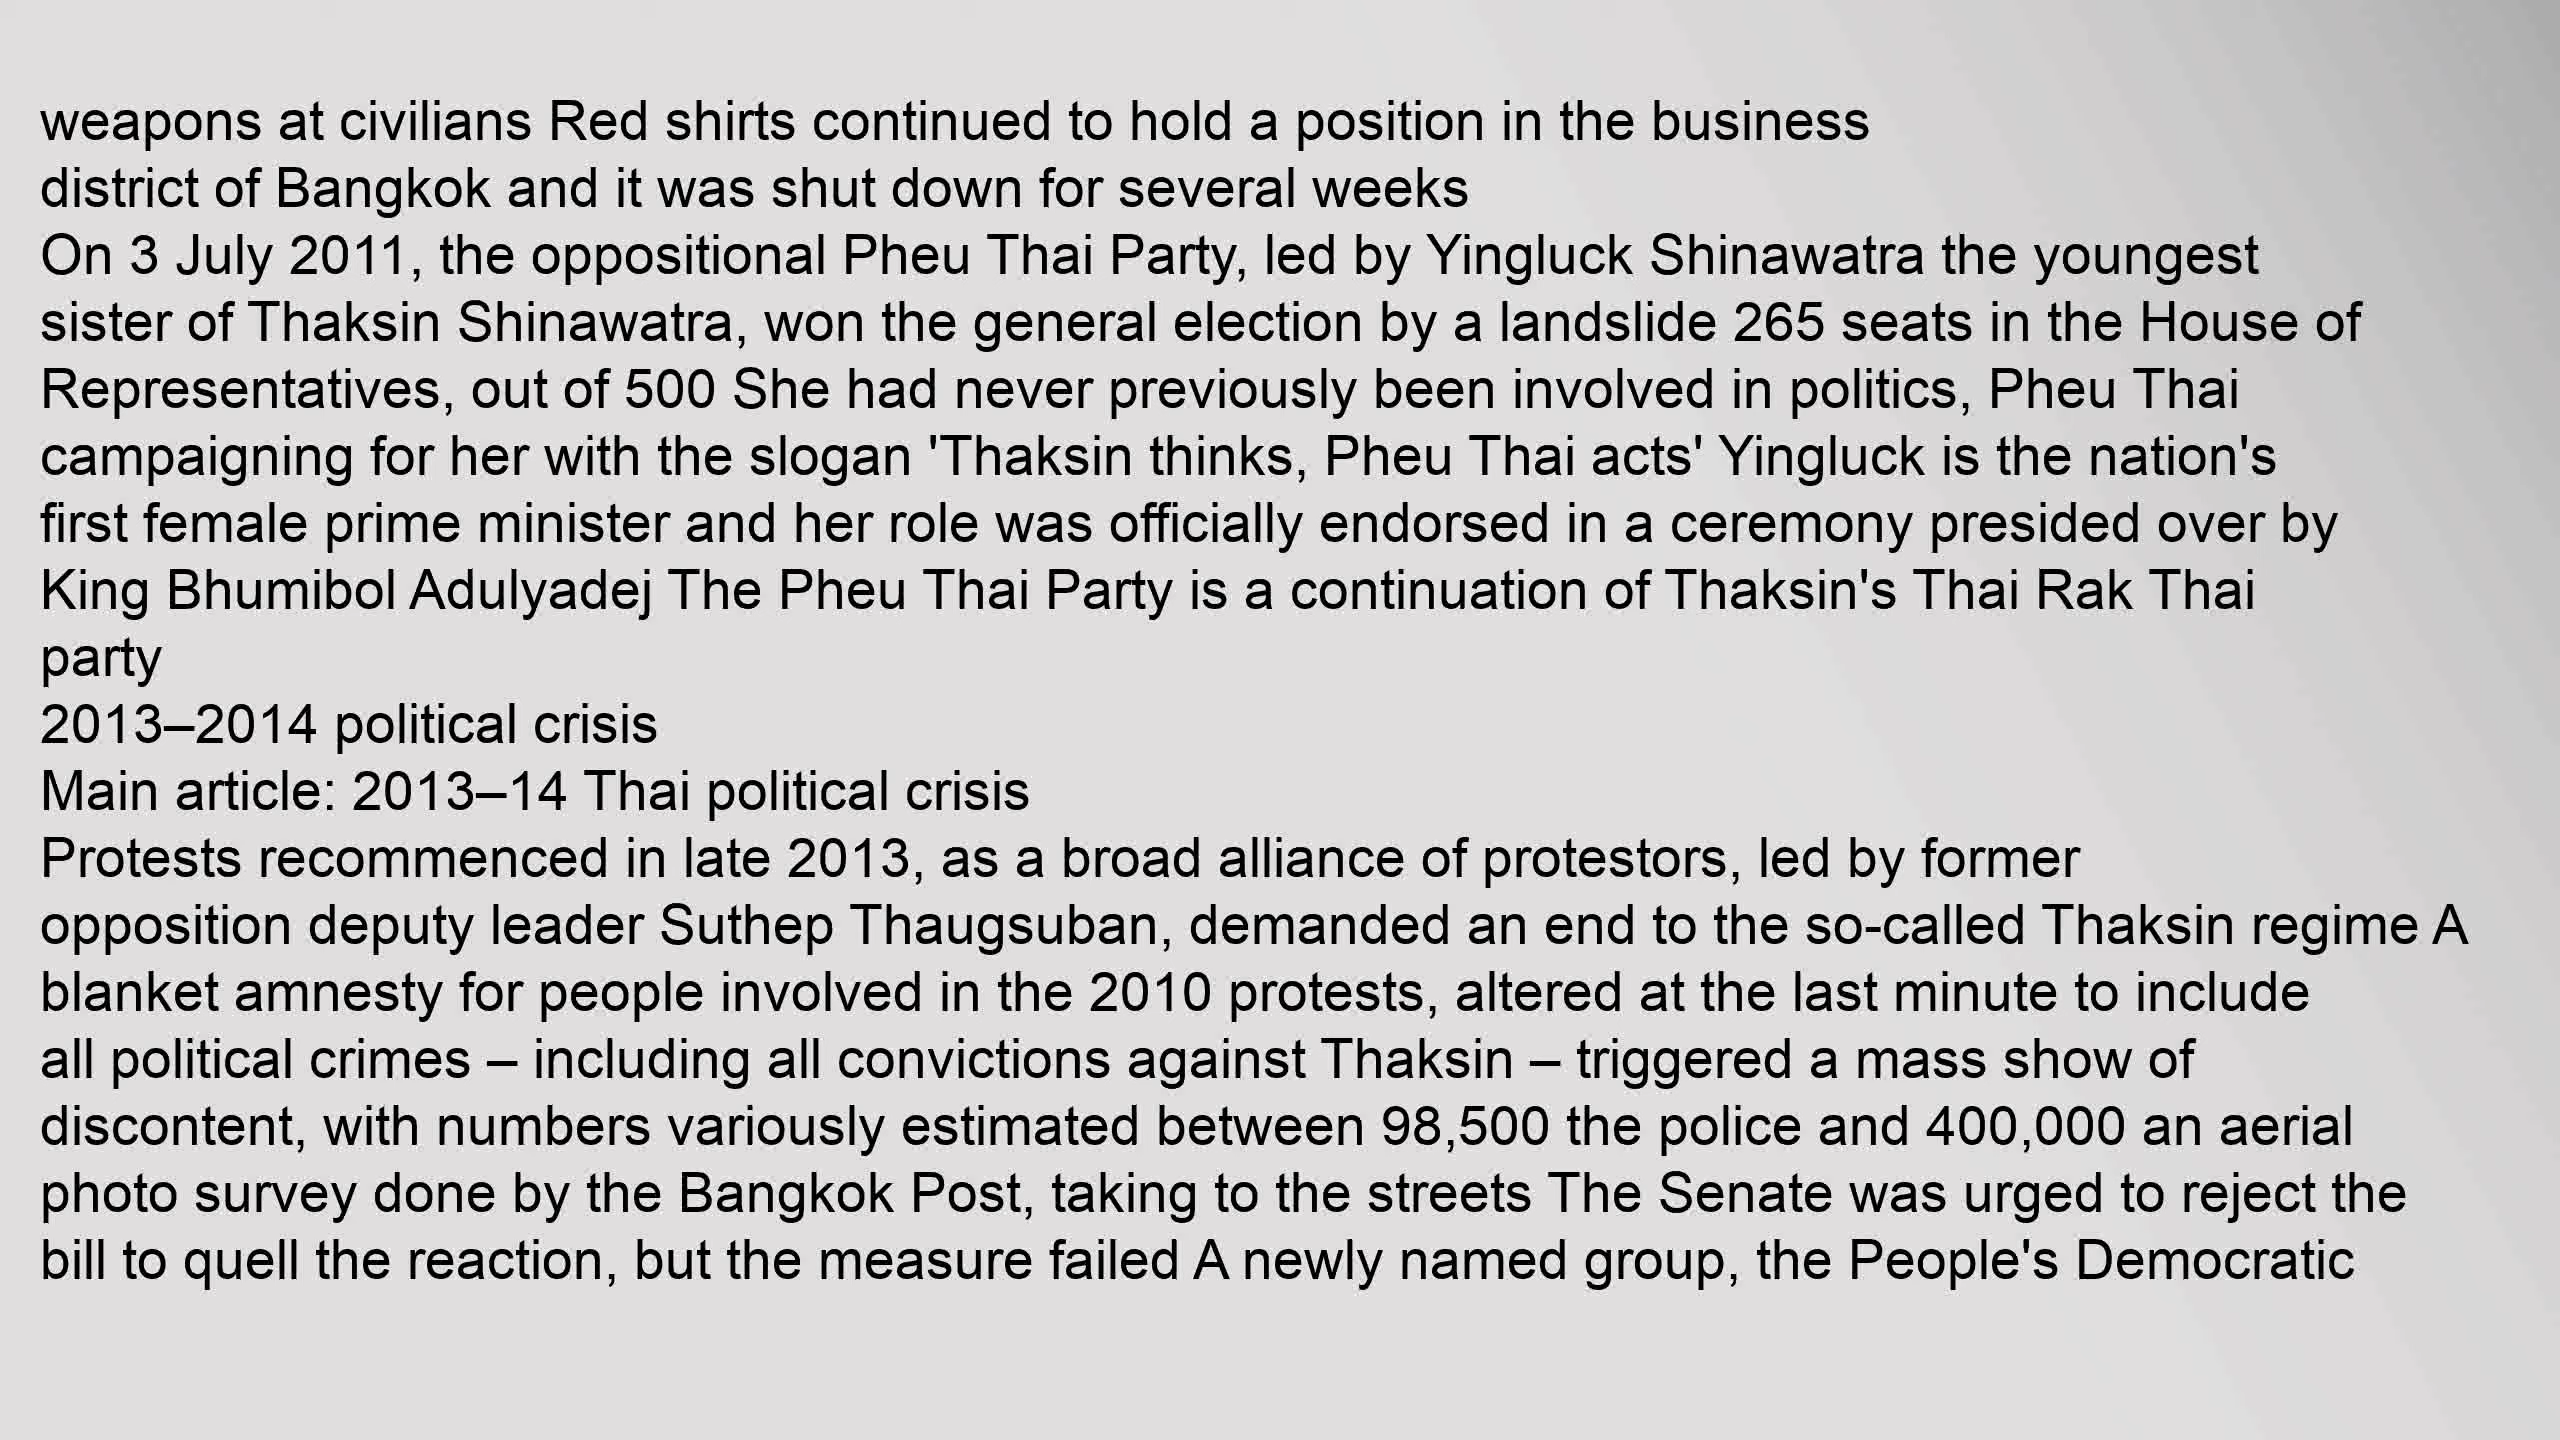 weapons at civilians Red shirts continued to hold a position in the business
district of Bangkok and it was shut down for several weeks
On 3 July 2011, the oppositional Pheu Thai Party, led by Yingluck Shinawatra the youngest
sister of Thaksin Shinawatra, won the general election by a landslide 265 seats in the House of
Representatives, out of 500 She had never previously been involved in politics, Pheu Thai
campaigning for her with the slogan 'Thaksin thinks, Pheu Thai acts' Yingluck is the nation's
first female prime minister and her role was officially endorsed in a ceremony presided over by
King Bhumibol Adulyadej The Pheu Thai Party is a continuation of Thaksin's Thai Rak Thai
party
2013–2014 political crisis
Main article: 2013–14 Thai political crisis
Protests recommenced in late 2013, as a broad alliance of protestors, led by former
opposition deputy leader Suthep Thaugsuban, demanded an end to the so-called Thaksin regime A
blanket amnesty for people involved in the 2010 protests, altered at the last minute to include
all political crimes – including all convictions against Thaksin – triggered a mass show of
discontent, with numbers variously estimated between 98,500 the police and 400,000 an aerial
photo survey done by the Bangkok Post, taking to the streets The Senate was urged to reject the
bill to quell the reaction, but the measure failed A newly named group, the People's Democratic